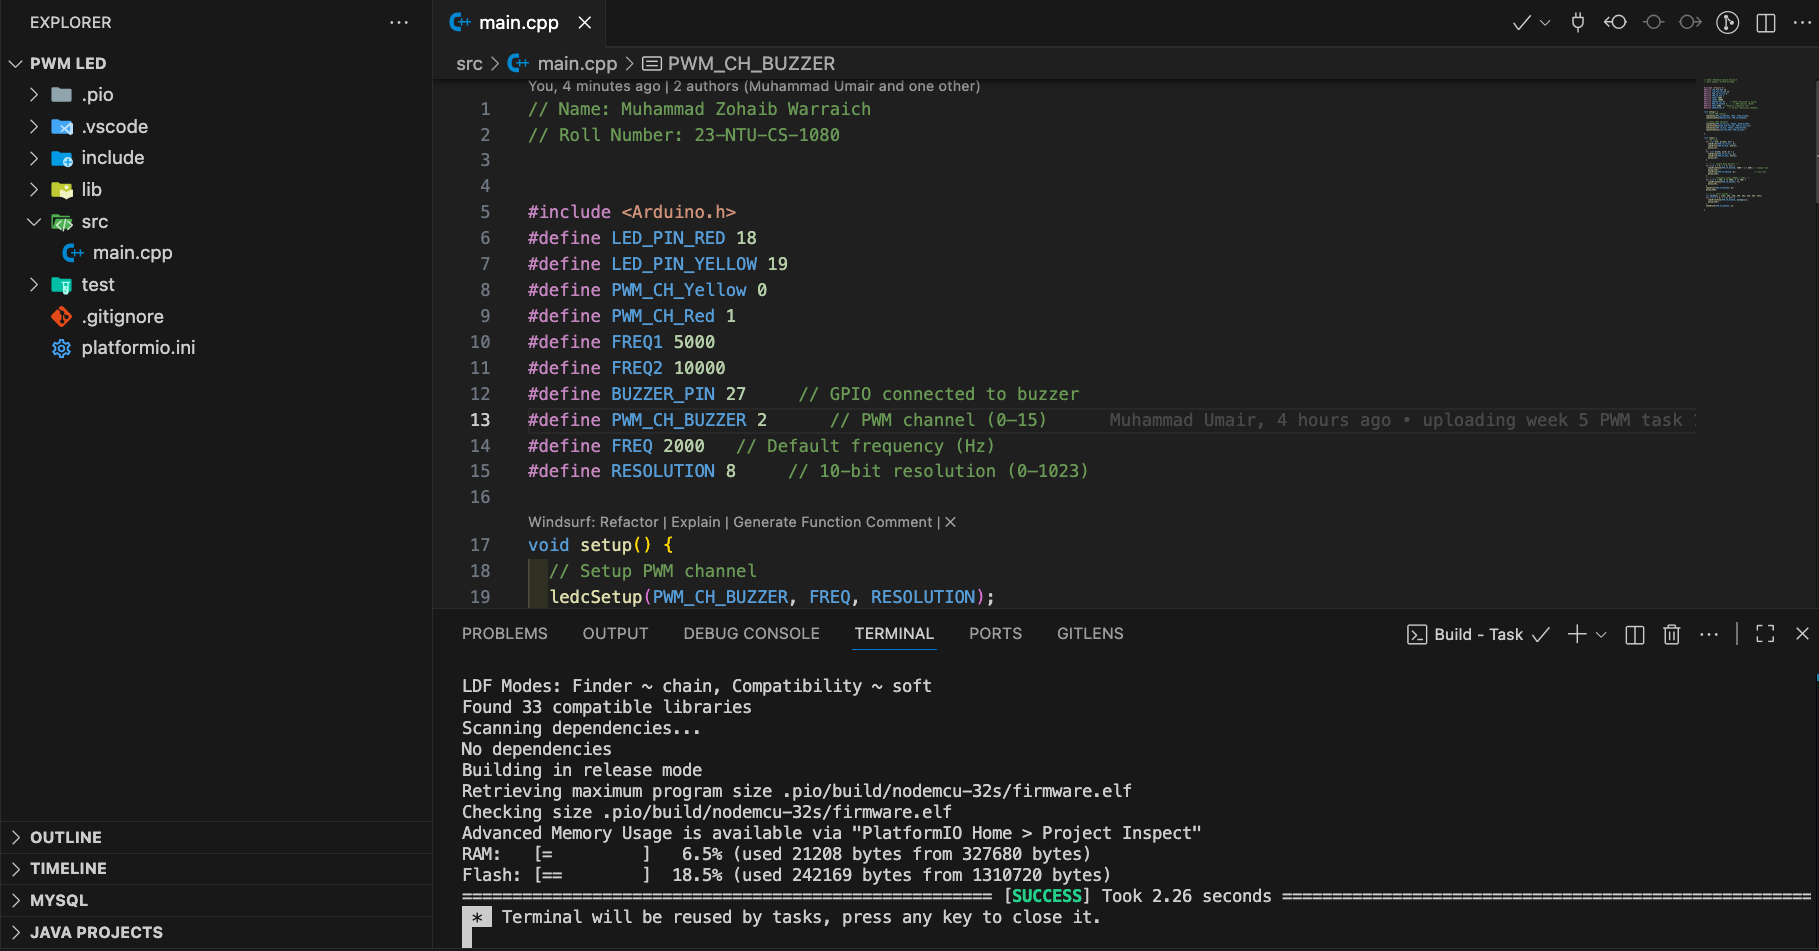 EXPLORER
PWM LED
.pio
.vscode
include
lib
src
main.cpp
test
.gitignore
platformio.ini
OUTLINE
TIMELINE
MYSQL
JAVA PROJECTS
main.cpp
src > main.cpp > PWM_CH_BUZZER
You, 4 minutes ago | 2 authors (Muhammad Umair and one other)
1 // Name: Muhammad Zohaib Warraich
2 // Roll Number: 23-NTU-CS-1080
3
4
5 #include <Arduino.h>
6 #define LED_PIN_RED 18
7 #define LED_PIN_YELLOW 19
8 #define PWM_CH_Yellow 0
9 #define PWM_CH_Red 1
10 #define FREQ1 5000
11 #define FREQ2 10000
12 #define BUZZER_PIN 27 // GPIO connected to buzzer
13 #define PWM_CH_BUZZER 2 // PWM channel (0–15) Muhammad Umair, 4 hours ago • uploading week 5 PWM task
14 #define FREQ 2000 // Default frequency (Hz)
15 #define RESOLUTION 8 // 10-bit resolution (0–1023)
16
Windsurf: Refactor | Explain | Generate Function Comment | ×
17 void setup() {
18 // Setup PWM channel
19 ledcSetup(PWM_CH_BUZZER, FREQ, RESOLUTION);
PROBLEMS OUTPUT DEBUG CONSOLE TERMINAL PORTS GITLENS
Build - Task
LDF Modes: Finder ~ chain, Compatibility ~ soft
Found 33 compatible libraries
Scanning dependencies...
No dependencies
Building in release mode
Retrieving maximum program size .pio/build/nodemcu-32s/firmware.elf
Checking size .pio/build/nodemcu-32s/firmware.elf
Advanced Memory Usage is available via "PlatformIO Home > Project Inspect"
RAM:   [=         ]   6.5% (used 21208 bytes from 327680 bytes)
Flash: [==        ]  18.5% (used 242169 bytes from 1310720 bytes)
===================================================== [SUCCESS] Took 2.26 seconds =====================================================
* Terminal will be reused by tasks, press any key to close it.